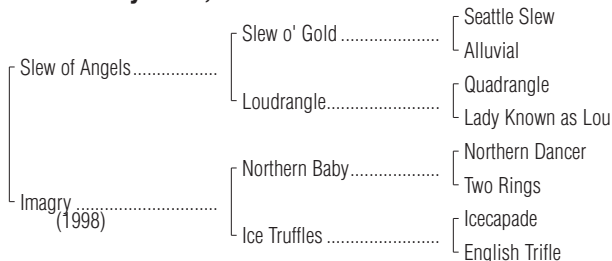 Seattle Slew
Slew o' Gold ....................
Alluvial
Slew of Angels.................
Quadrangle
Loudrangle.......................
Lady Known as Lou
Northern Dancer
Northern Baby..................
Two Rings
Imagry ............................
(1998)
Icecapade
Ice Truffles .......................
English Trifle